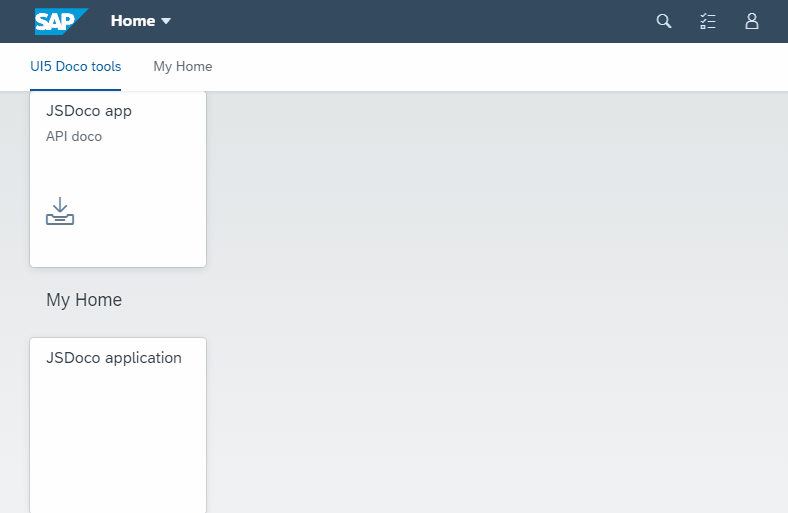 SAP Home
UI5 Doco tools My Home
JSDoco app
API doco
My Home
JSDoco application